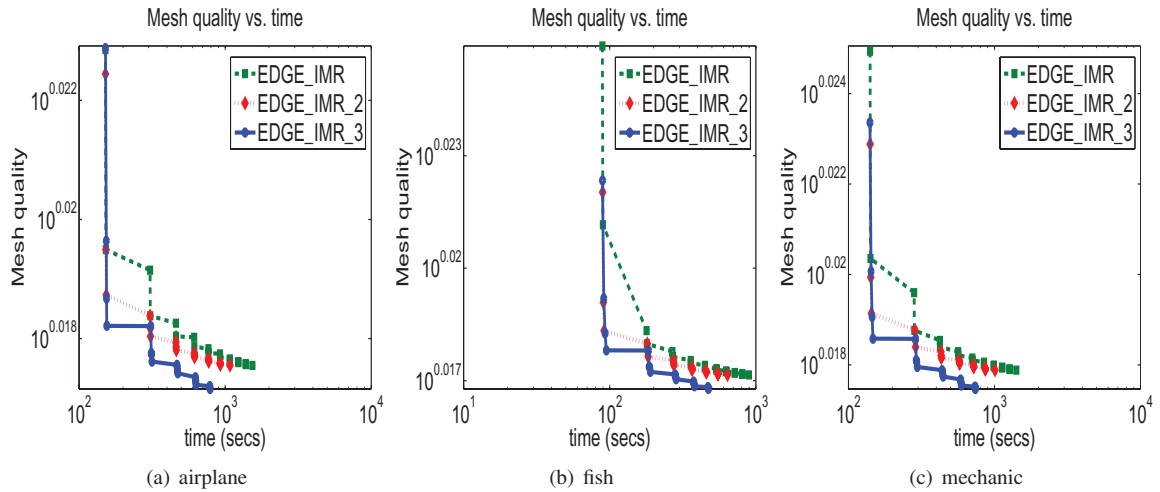 Mesh quality vs. time
Mesh quality
10^0.022
10^0.02
10^0.018
EDGE_IMR
EDGE_IMR_2
EDGE_IMR_3
10^2
10^3
10^4
time (secs)
(a) airplane
Mesh quality vs. time
Mesh quality
10^0.023
10^0.02
10^0.017
EDGE_IMR
EDGE_IMR_2
EDGE_IMR_3
10^1
10^2
10^3
time (secs)
(b) fish
Mesh quality vs. time
Mesh quality
10^0.024
10^0.022
10^0.02
10^0.018
EDGE_IMR
EDGE_IMR_2
EDGE_IMR_3
10^2
10^3
10^4
time (secs)
(c) mechanic